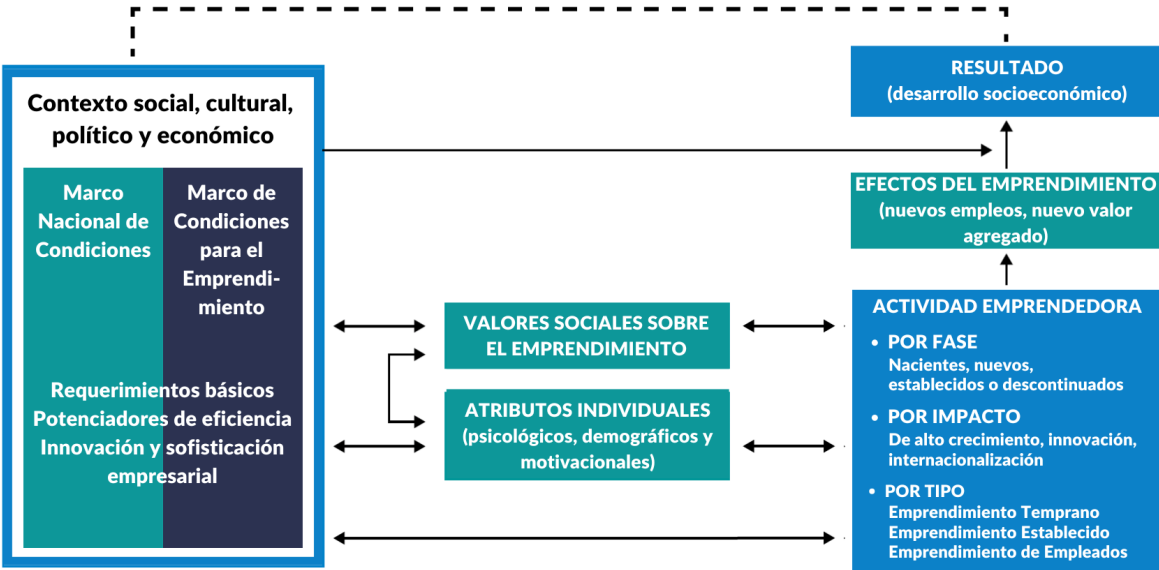 Contexto social, cultural,
político y económico
Marco
Nacional de
Condiciones
Marco de
Condiciones
para el
Emprendi-
miento
Requerimientos básicos
Potenciadores de eficiencia
Innovación y sofisticación
empresarial
VALORES SOCIALES SOBRE
EL EMPRENDIMIENTO
ATRIBUTOS INDIVIDUALES
(psicológicos, demográficos y
motivacionales)
RESULTADO
(desarrollo socioeconómico)
EFECTOS DEL EMPRENDIMIENTO
(nuevos empleos, nuevo valor
agregado)
ACTIVIDAD EMPRENDEDORA
• POR FASE
Nacientes, nuevos,
establecidos o descontinuados
• POR IMPACTO
De alto crecimiento, innovación,
internacionalización
• POR TIPO
Emprendimiento Temprano
Emprendimiento Establecido
Emprendimiento de Empleados